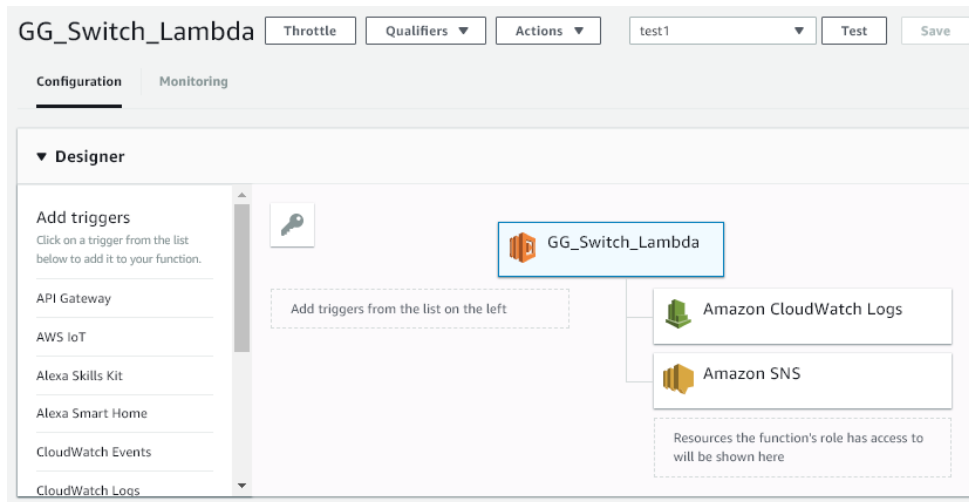 GG_Switch_Lambda
Throttle
Qualifiers
Actions
test1
Test
Save
Configuration
Monitoring
Designer
Add triggers
Click on a trigger from the list
below to add it to your function.
API Gateway
AWS IoT
Alexa Skills Kit
Alexa Smart Home
CloudWatch Events
CloudWatch Logs
Add triggers from the list on the left
GG_Switch_Lambda
Amazon CloudWatch Logs
Amazon SNS
Resources the function's role has access to
will be shown here